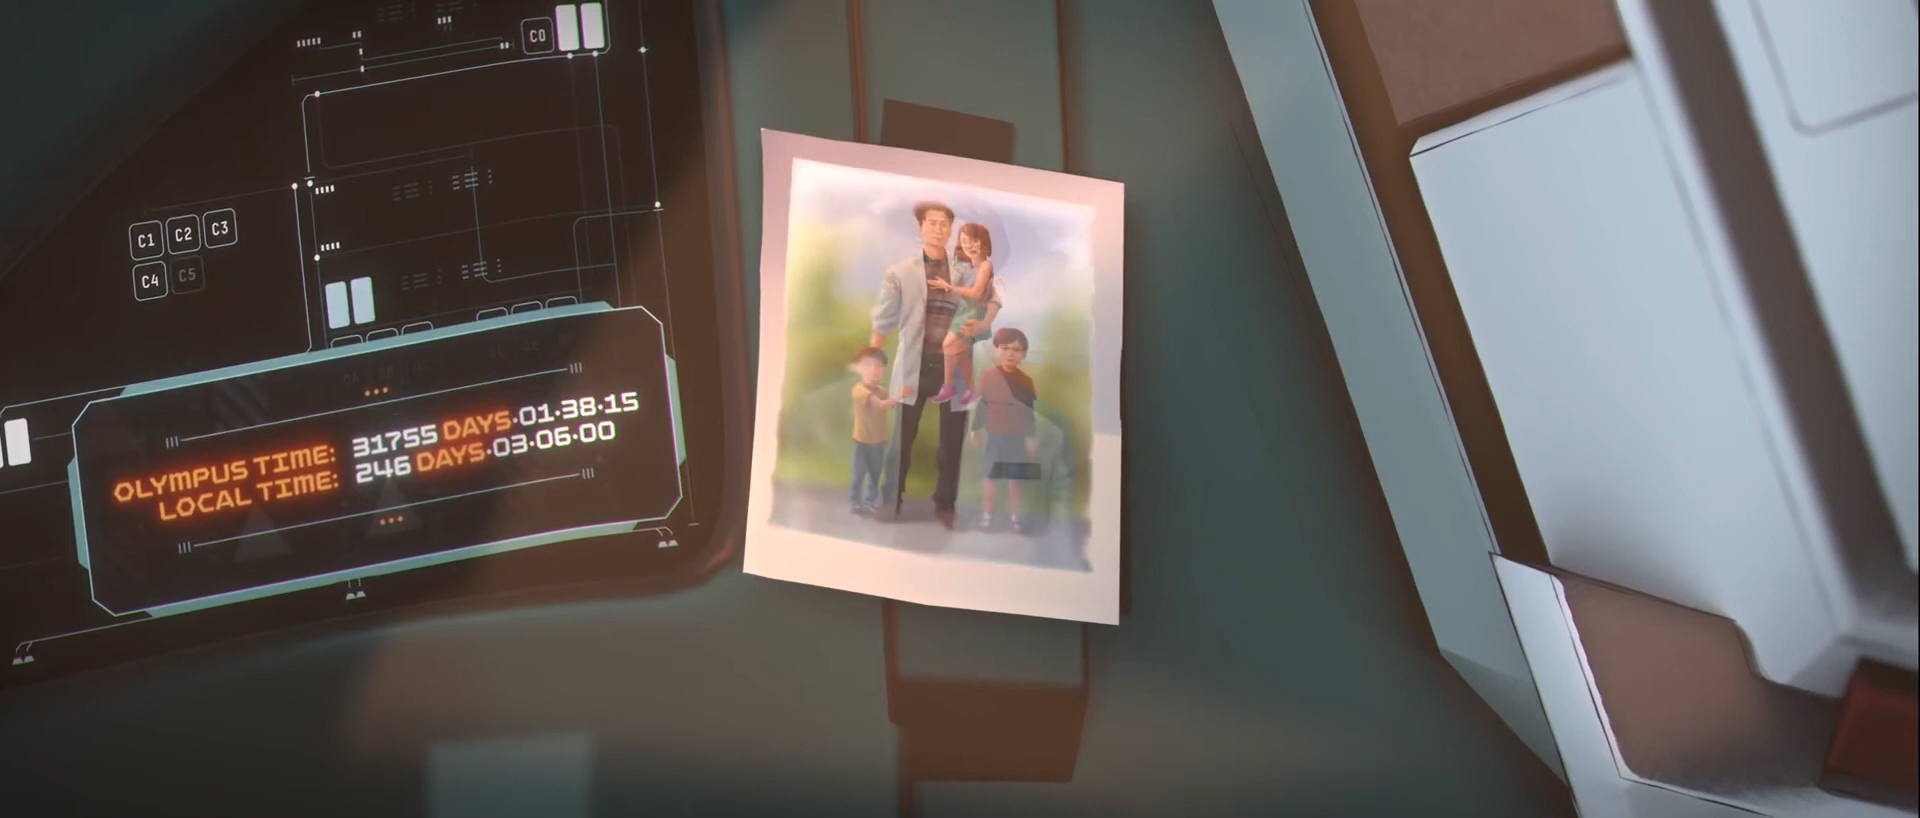 C0
C1 C2 C3
C4 C5
OLYMPUS TIME: 31755 DAYS·01·38·15
LOCAL TIME: 246 DAYS·03·06·00